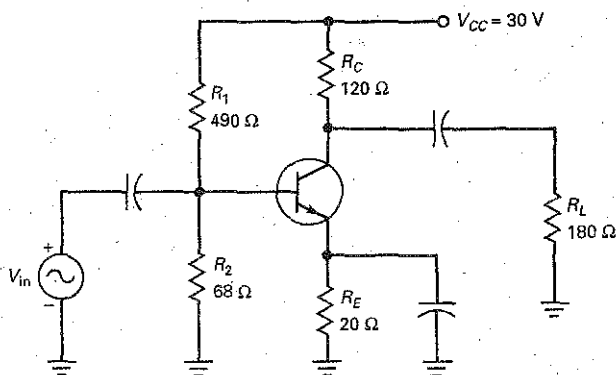 V_CC = 30 V
R_C
120 Ω
R_1
490 Ω
R_L
180 Ω
+
V_in
−
R_2
68 Ω
R_E
20 Ω